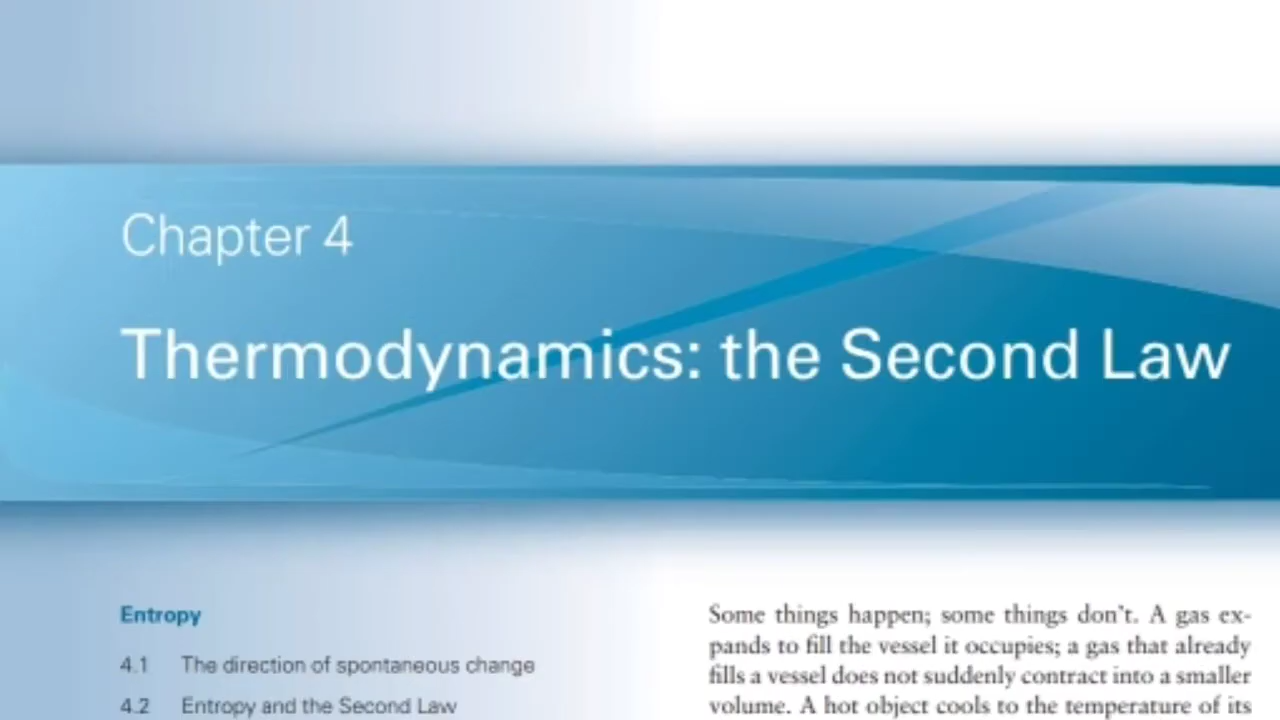 Chapter 4
Thermodynamics: the Second Law
Entropy
4.1 The direction of spontaneous change
4.2 Entropy and the Second Law
Some things happen; some things don't. A gas ex-
pands to fill the vessel it occupies; a gas that already
fills a vessel does not suddenly contract into a smaller
volume. A hot object cools to the temperature of its